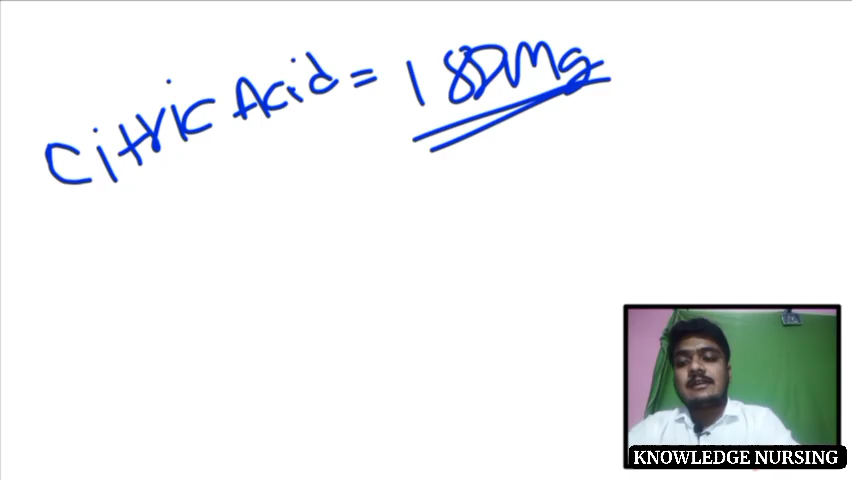 Citric Acid = 180Mg
KNOWLEDGE NURSING